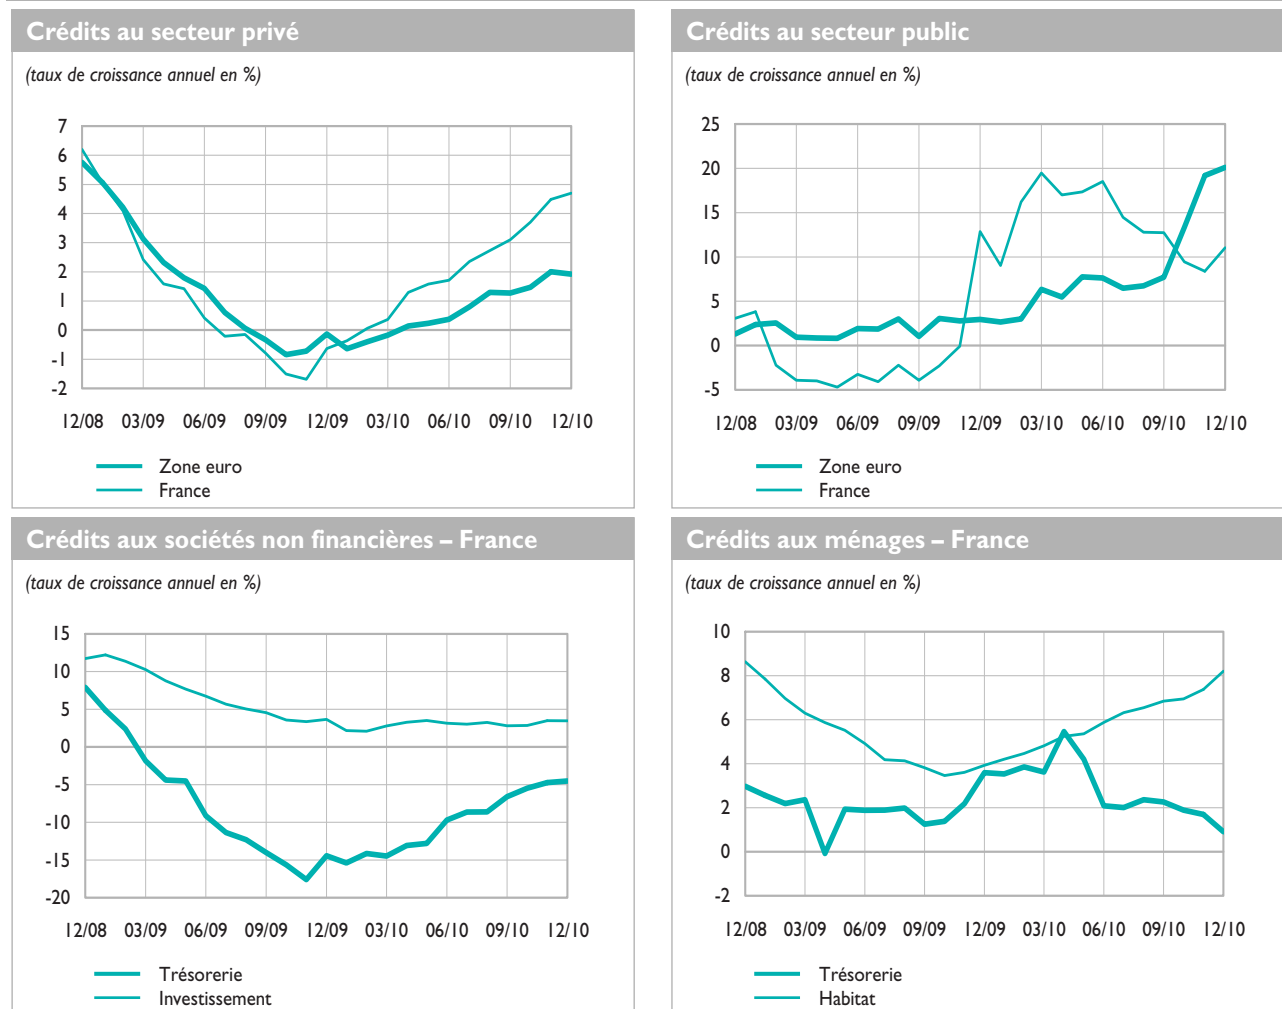 Crédits au secteur privé
(taux de croissance annuel en %)
7
6
5
4
3
2
1
0
-1
-2
12/08 03/09 06/09 09/09 12/09 03/10 06/10 09/10 12/10
Zone euro
France
Crédits au secteur public
(taux de croissance annuel en %)
25
20
15
10
5
0
-5
12/08 03/09 06/09 09/09 12/09 03/10 06/10 09/10 12/10
Zone euro
France
Crédits aux sociétés non financières – France
(taux de croissance annuel en %)
15
10
5
0
-5
-10
-15
-20
12/08 03/09 06/09 09/09 12/09 03/10 06/10 09/10 12/10
Trésorerie
Investissement
Crédits aux ménages – France
(taux de croissance annuel en %)
10
8
6
4
2
0
-2
12/08 03/09 06/09 09/09 12/09 03/10 06/10 09/10 12/10
Trésorerie
Habitat